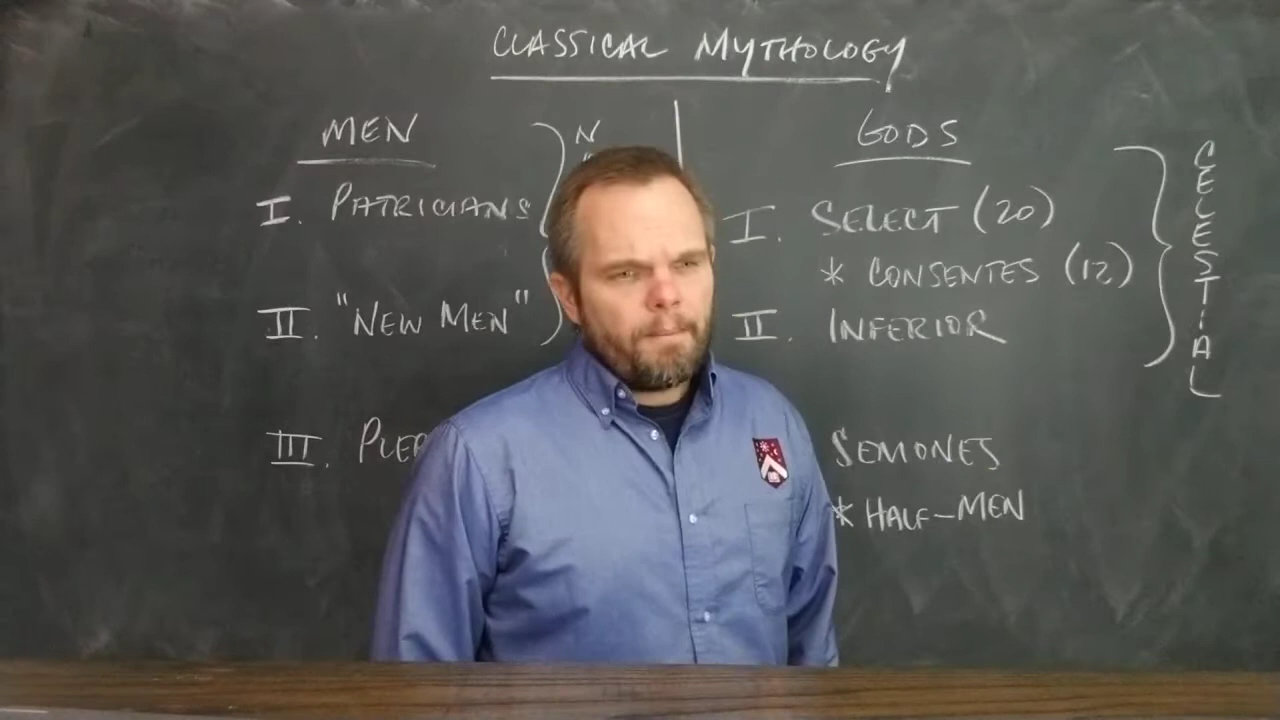 CLASSICAL MYTHOLOGY
MEN
I. PATRICIANS
II. "NEW MEN"
III.
N
GODS
I. SELECT (20)
* CONSENTES (12)
II. INFERIOR
SEMONES
* HALF-MEN
CELESTIAL